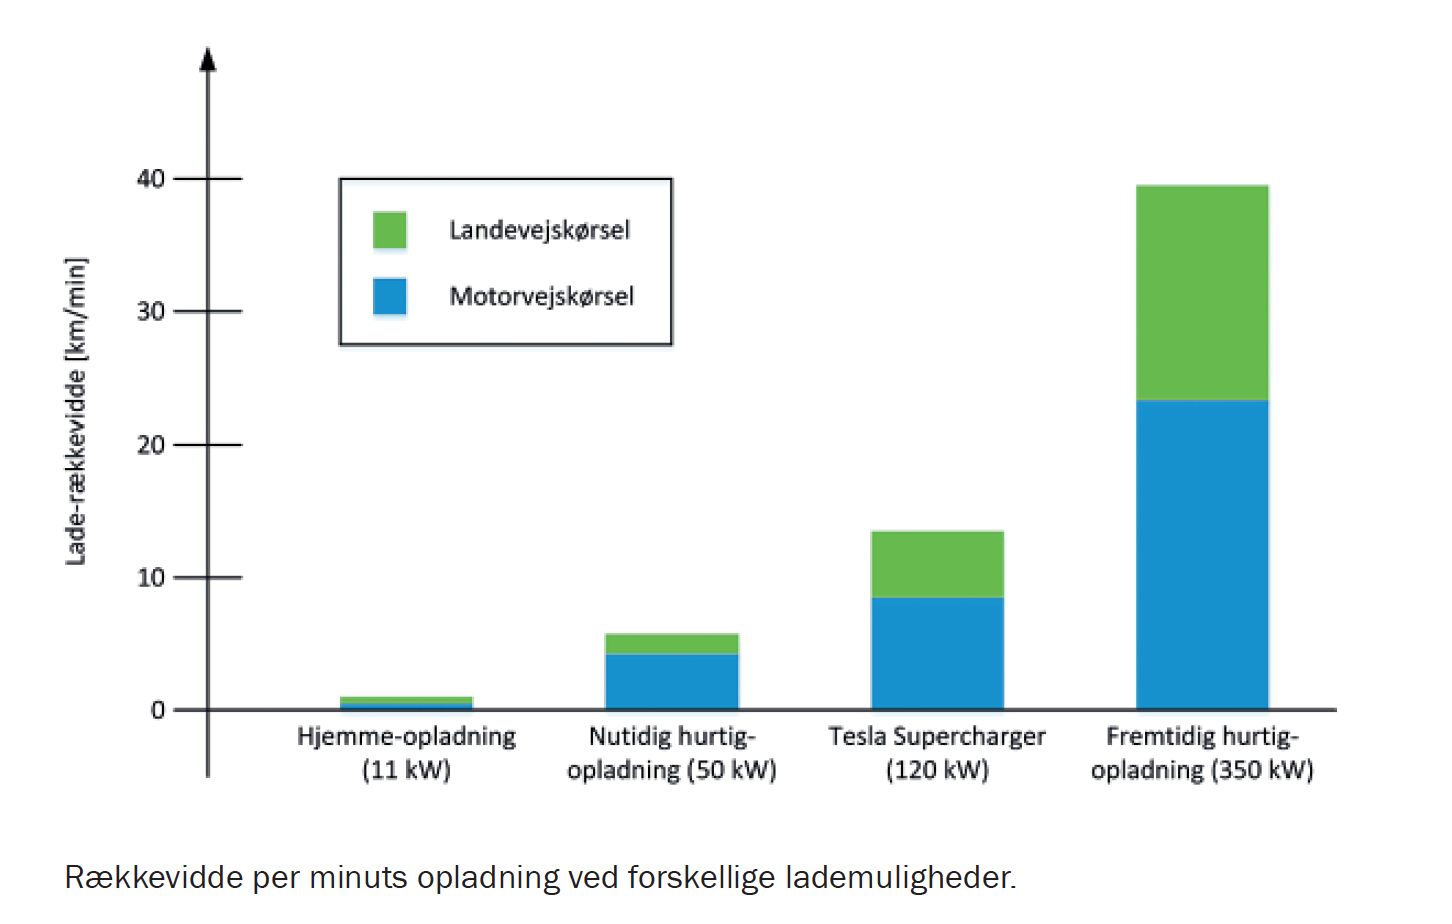 40
30
20
10
0
Lade-rækkevidde [km/min]
Landevejskørsel
Motorvejskørsel
Hjemme-opladning
(11 kW)
Nutidig hurtig-
opladning (50 kW)
Tesla Supercharger
(120 kW)
Fremtidig hurtig-
opladning (350 kW)
Rækkevidde per minuts opladning ved forskellige lademuligheder.